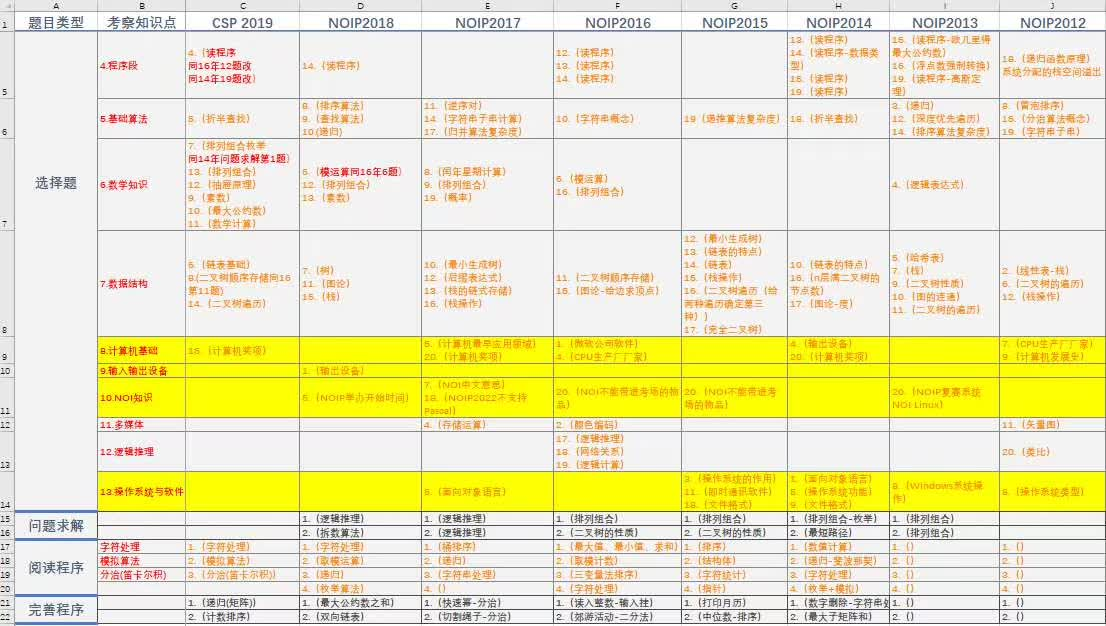 A B C D E F G H I J
1 题目类型 考察知识点 CSP 2019 NOIP2018 NOIP2017 NOIP2016 NOIP2015 NOIP2014 NOIP2013 NOIP2012
选择题
5
4.程序段
4.（读程序
同16年12题改
同14年19题改）
14.（读程序）
12.（读程序）
13.（读程序）
14.（读程序）
13.（读程序）
14.（读程序-数据类
型）
15.（读程序）
19.（读程序）
15.（读程序-欧几里得
最大公约数）
16.（浮点数强制转换）
19.（读程序-高斯定
理）
18.（递归函数原理）
系统分配的栈空间溢出
6
5.基础算法
5.（折半查找）
8.（排序算法）
9.（查找算法）
10.(递归)
11.（逆序对）
14.（字符串子串计算）
17.（归并算法复杂度）
10.（字符串概念）
19（递推算法复杂度）
18.（折半查找）
3.（递归）
12.（深度优先遍历）
14.（排序算法复杂度）
8.（冒泡排序）
15.（分治算法概念）
19.（字符串子串）
7
6.数学知识
7.（排列组合枚举
同14年问题求解第1题）
13.（排列组合）
12.（抽屉原理）
9.（素数）
10.（最大公约数）
11.（数学计算）
6.（模运算同16年6题）
12.（排列组合）
13.（素数）
8.（闰年星期计算）
9.（排列组合）
19.（概率）
6.（模运算）
16.（排列组合）
4.（逻辑表达式）
8
7.数据结构
6.（链表基础）
8.(二叉树顺序存储同16
第11题）
14.（二叉树遍历）
7.（树）
11.（图论）
15.（栈）
10.（最小生成树）
12.（后缀表达式）
13.（栈的链式存储）
16.（栈操作）
11.（二叉树顺序存储）
15.（图论-给边求顶点）
12.（最小生成树）
13.（链表的特点）
14.（链表）
15.（栈操作）
16.（二叉树遍历（给
两种遍历确定第三
种））
17.（完全二叉树）
10.（链表的特点）
16.（n层满二叉树的
节点数）
17.（图论-度）
5.（哈希表）
7.（栈）
9.（二叉树性质）
10.（图的连通）
11.（二叉树的遍历）
2.（线性表-栈）
6.（二叉树的遍历）
12.（栈操作）
9
8.计算机基础
15.（计算机奖项）
5.（计算机最早应用领域）
20.（计算机奖项）
1.（微软公司软件）
4.（CPU生产厂厂家）
4.（输出设备）
20.（计算机奖项）
7.（CPU生产厂厂家）
9.（计算机发展史）
10
9.输入输出设备
1.（输出设备）
11
10.NOI知识
5.（NOIP举办开始时间）
7.（NOI中文意思）
18.（NOIP2022不支持
Pascal）)
20.（NOI不能带进考场的物
品）
20.（NOI不能带进考
场的物品）
20.（NOIP复赛系统
NOI Linux）
12
11.多媒体
4.（存储运算）
2.（颜色编码）
11.（矢量图）
13
12.逻辑推理
17.（逻辑推理）
18.（网络关系）
19.（逻辑计算）
20.（类比）
14
13.操作系统与软件
6.（面向对象语言）
3.（操作系统的作用）
11.（即时通讯软件）
18.（文件格式）
1.（面向对象语言）
8.（操作系统功能）
9.（文件格式）
8.（Windows系统操
作）
5.（操作系统类型）
问题求解
15 1.（逻辑推理） 1.（逻辑推理） 1.（排列组合） 1.（排列组合） 1.（排列组合-枚举） 1.（排列组合）
16 2.（拆数算法） 2.（逻辑推理） 2.（二叉树的性质） 2.（二叉树的性质） 2.（最短路径） 2.（排列组合）
阅读程序
17 字符处理 1.（字符处理） 1.（字符处理） 1.（桶排序） 1.（最大值、最小值、求和） 1.（排序） 1.（数值计算） 1.（） 1.（）
18 模拟算法 2.（模拟算法） 2.（取模运算） 2.（递归） 2.（取模计数） 2.（结构体） 2.（递归-斐波那契） 2.（） 2.（）
19 分治(笛卡尔积) 3.（分治(笛卡尔积)） 3.（递归） 3.（字符串处理） 3.（三变量法排序） 3.（字符统计） 3.（字符处理） 3.（） 3.（）
20 4.（枚举算法） 4.（） 4.（字符处理） 4.（指针） 4.（枚举+模拟） 4.（） 4.（）
完善程序
21 1.（递归(矩阵)） 1.（最大公约数之和） 1.（快速幂-分治） 1.（读入整数-输入挂） 1.（打印月历） 1.（数字删除-字符串处 1.（） 1.（）
22 2.（计数排序） 2.（双向链表） 2.（切割绳子-分治） 2.（郊游活动-二分法） 2.（中位数-排序） 2.（最大子矩阵和） 2.（） 2.（）